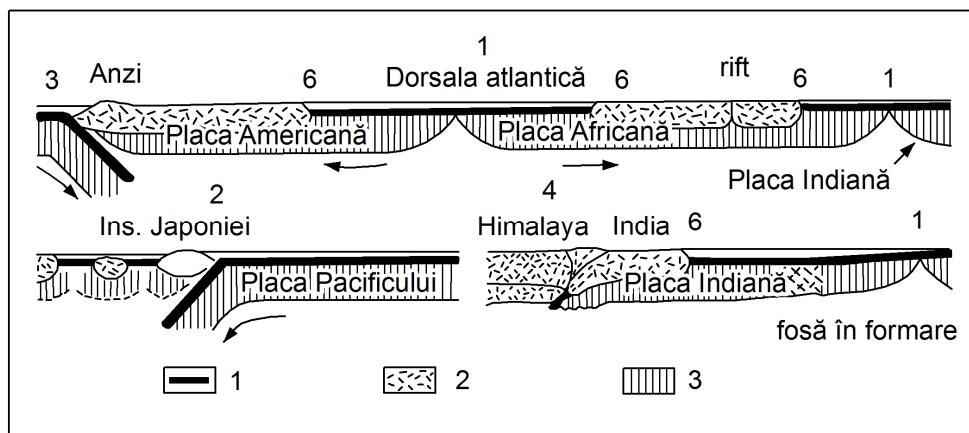 1
3 Anzi 6 Dorsala atlantică 6 rift 6 1
Placa Americană Placa Africană
Placa Indiană
2 4
Ins. Japoniei Himalaya India 6 1
Placa Pacificului Placa Indiană
fosă în formare
1 2 3